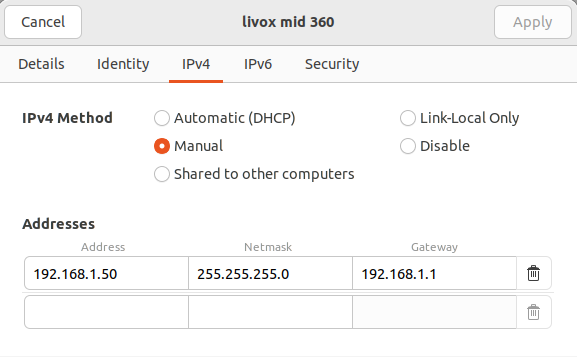 Cancel livox mid 360 Apply
Details Identity IPv4 IPv6 Security
IPv4 Method Automatic (DHCP) Link-Local Only
Manual Disable
Shared to other computers
Addresses
Address Netmask Gateway
192.168.1.50 255.255.255.0 192.168.1.1